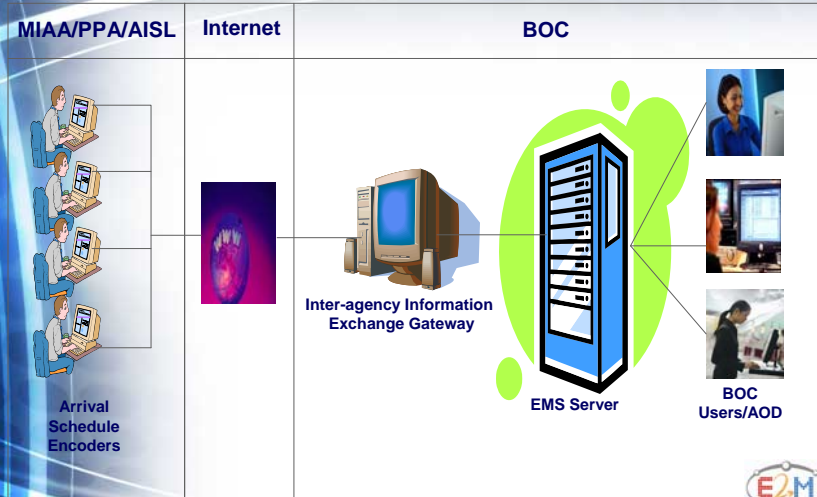 MIAA/PPA/AISL
Internet
BOC
Inter-agency Information
Exchange Gateway
EMS Server
Arrival
Schedule
Encoders
BOC
Users/AOD
E2M